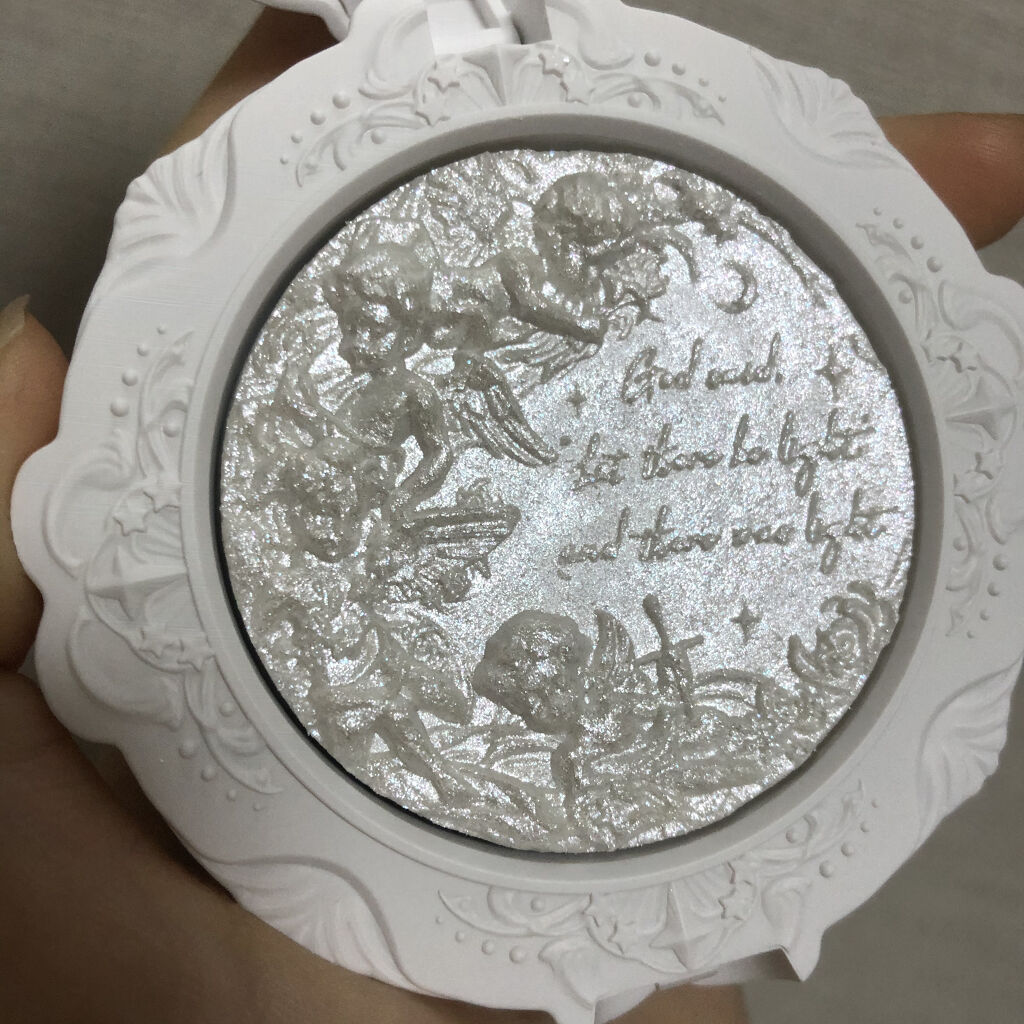 God said,
"let there be light"
and there was light